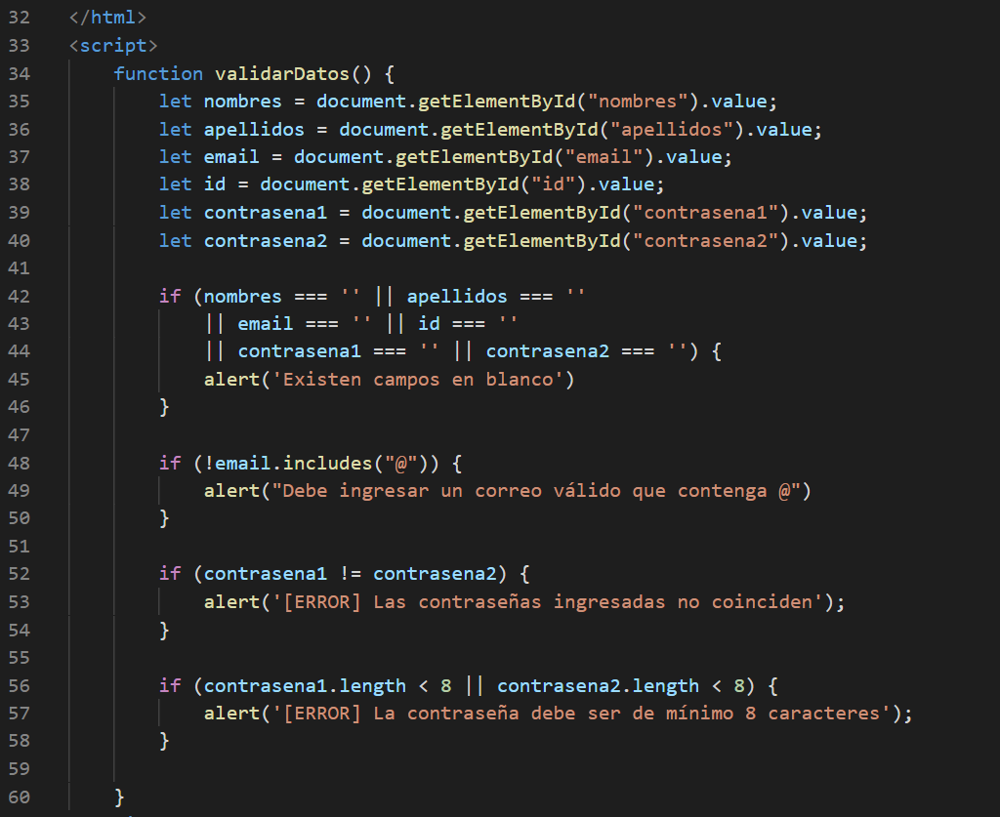 32 </html>
33 <script>
34 function validarDatos() {
35 let nombres = document.getElementById("nombres").value;
36 let apellidos = document.getElementById("apellidos").value;
37 let email = document.getElementById("email").value;
38 let id = document.getElementById("id").value;
39 let contrasena1 = document.getElementById("contrasena1").value;
40 let contrasena2 = document.getElementById("contrasena2").value;
41
42 if (nombres === '' || apellidos === ''
43 || email === '' || id === ''
44 || contrasena1 === '' || contrasena2 === '') {
45 alert('Existen campos en blanco')
46 }
47
48 if (!email.includes("@")) {
49 alert("Debe ingresar un correo válido que contenga @")
50 }
51
52 if (contrasena1 != contrasena2) {
53 alert('[ERROR] Las contraseñas ingresadas no coinciden');
54 }
55
56 if (contrasena1.length < 8 || contrasena2.length < 8) {
57 alert('[ERROR] La contraseña debe ser de mínimo 8 caracteres');
58 }
59
60 }